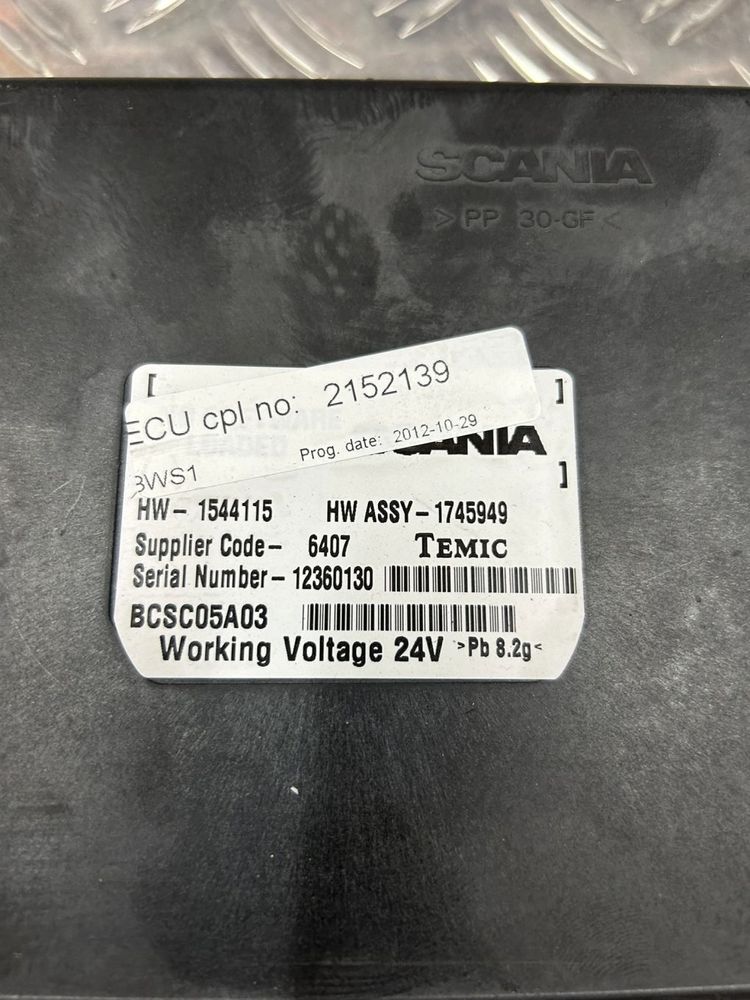 SCANIA
>PP 30-GF<
[ ]
ECU cpl no: 2152139
Prog. date: 2012-10-29
LOADED
BWS1
]
HW- 1544115 HW ASSY-1745949
Supplier Code- 6407 TEMIC
Serial Number-12360130
BCSC05A03
Working Voltage 24V >Pb 8.2g<